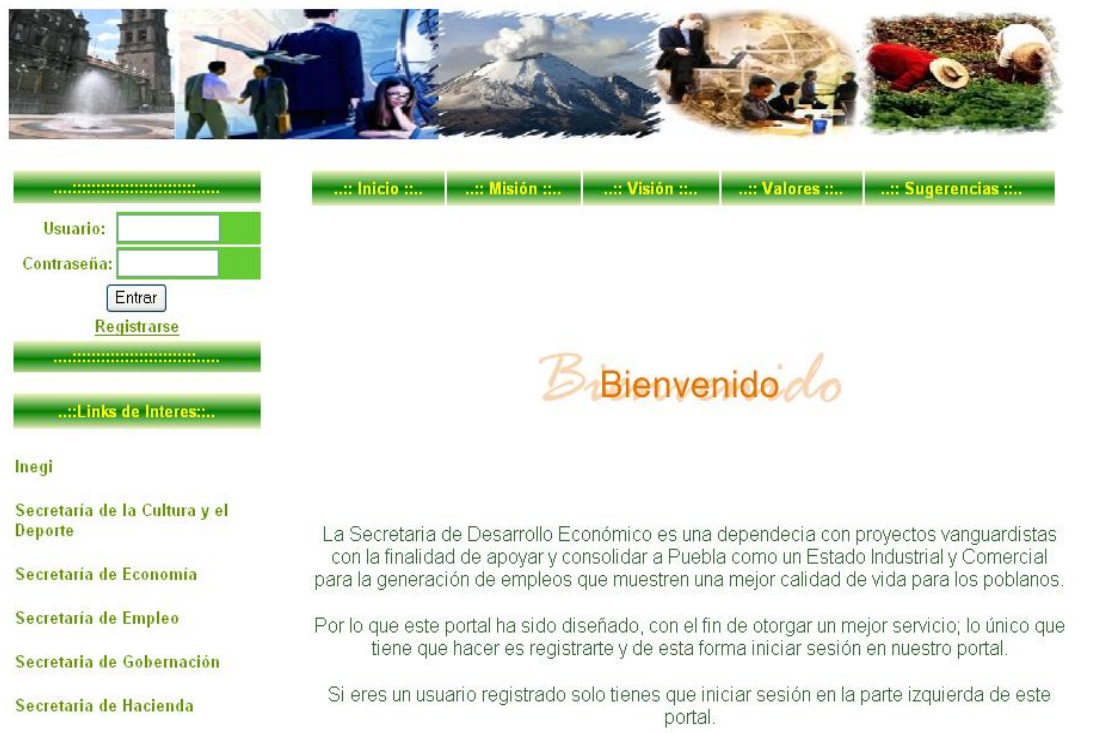 ....::::::::::::::::::::::::::.....
..:: Inicio ::..
..:: Misión ::..
..:: Visión ::..
..:: Valores ::..
..:: Sugerencias ::..
Usuario:
Contraseña:
Entrar
Registrarse
....::::::::::::::::::::::::::.....
..::Links de Interes::..
Inegi
Secretaría de la Cultura y el
Deporte
Secretaría de Economía
Secretaría de Empleo
Secretaria de Gobernación
Secretaria de Hacienda
Bienvenido
Bienvenido
La Secretaria de Desarrollo Económico es una dependecia con proyectos vanguardistas
con la finalidad de apoyar y consolidar a Puebla como un Estado Industrial y Comercial
para la generación de empleos que muestren una mejor calidad de vida para los poblanos.
Por lo que este portal ha sido diseñado, con el fin de otorgar un mejor servicio; lo único que
tiene que hacer es registrarte y de esta forma iniciar sesión en nuestro portal.
Si eres un usuario registrado solo tienes que iniciar sesión en la parte izquierda de este
portal.